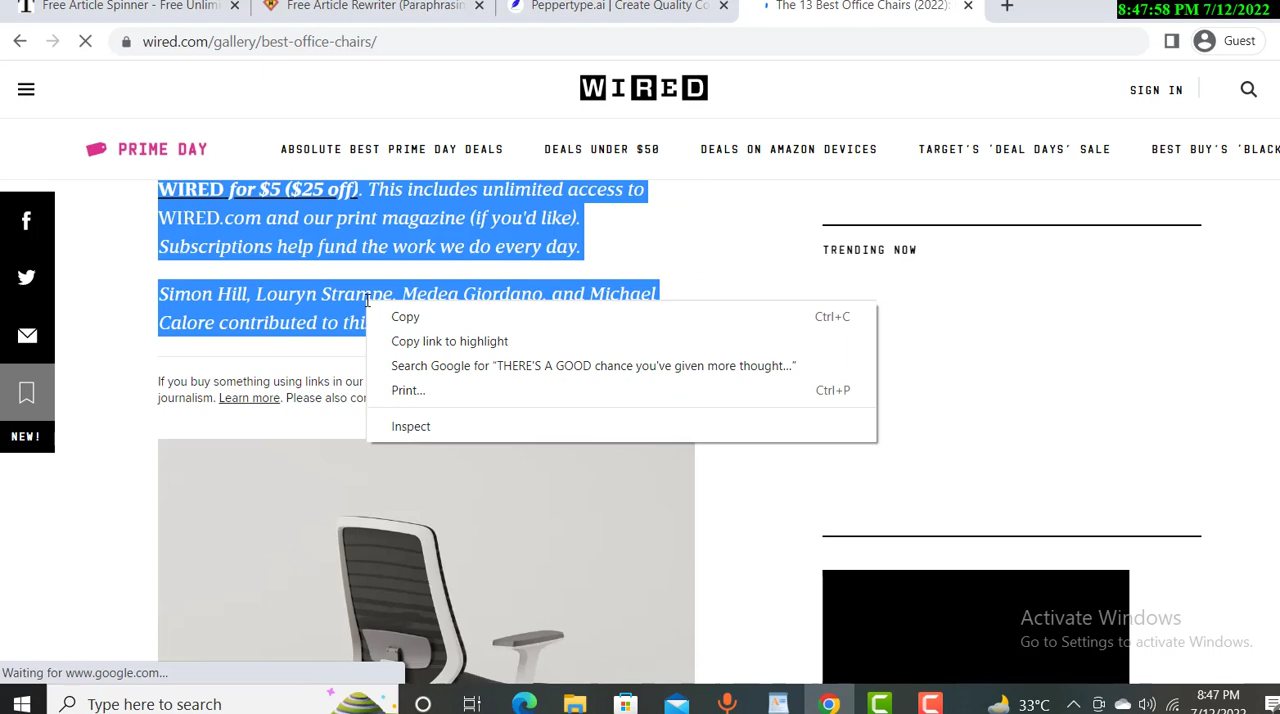 Free Article Spinner - Free Unlimi
Free Article Rewriter (Paraphrasin
Peppertype.ai | Create Quality Co
The 13 Best Office Chairs (2022):
8:47:58 PM 7/12/2022
wired.com/gallery/best-office-chairs/
Guest
WIRED
SIGN IN
PRIME DAY
ABSOLUTE BEST PRIME DAY DEALS
DEALS UNDER $50
DEALS ON AMAZON DEVICES
TARGET'S 'DEAL DAYS' SALE
BEST BUY'S 'BLACK
WIRED for $5 ($25 off). This includes unlimited access to
WIRED.com and our print magazine (if you'd like).
Subscriptions help fund the work we do every day.
Simon Hill, Louryn Strampe, Medea Giordano, and Michael
Calore contributed to this
If you buy something using links in our
journalism. Learn more. Please also con
NEW!
Copy Ctrl+C
Copy link to highlight
Search Google for “THERE'S A GOOD chance you've given more thought...”
Print... Ctrl+P
Inspect
TRENDING NOW
Activate Windows
Go to Settings to activate Windows.
Waiting for www.google.com...
Type here to search
33°C
8:47 PM
7/12/2022